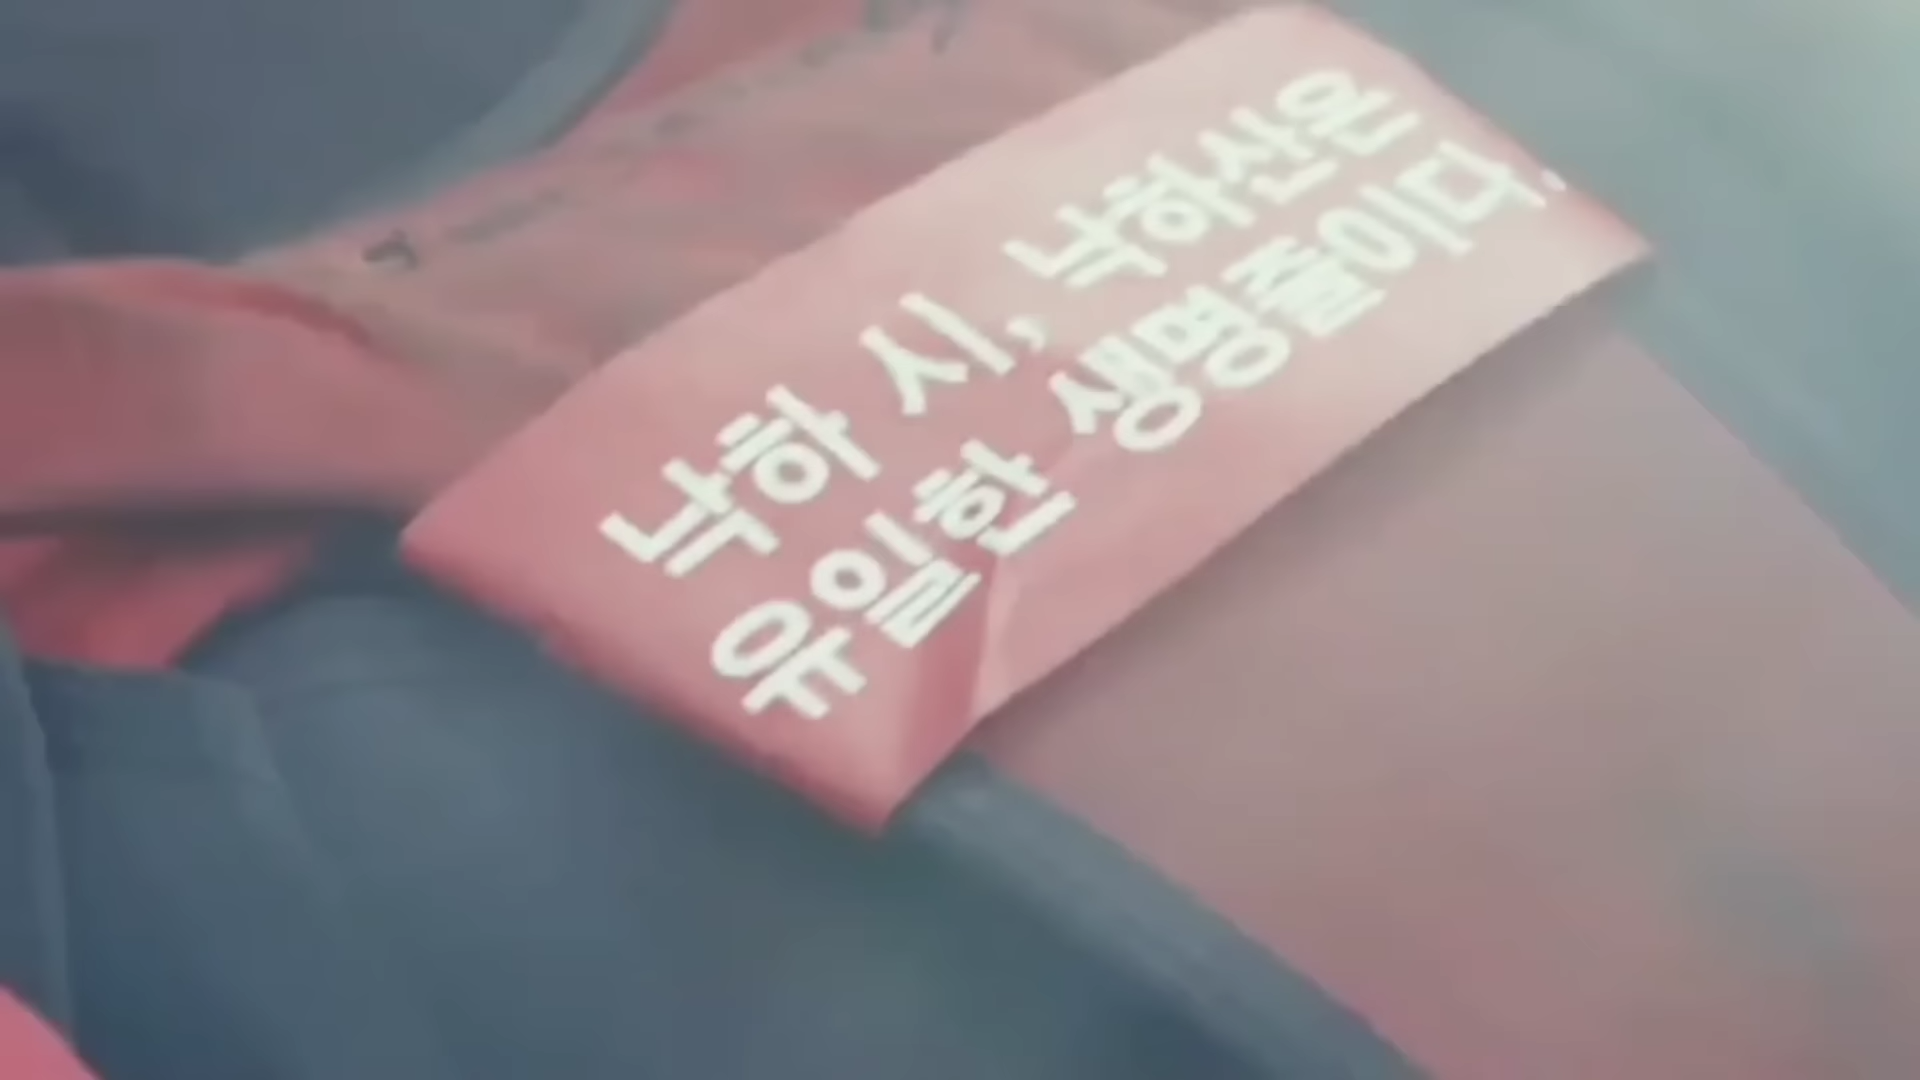 낙하 시, 낙하산은
유일한 생명줄이다.